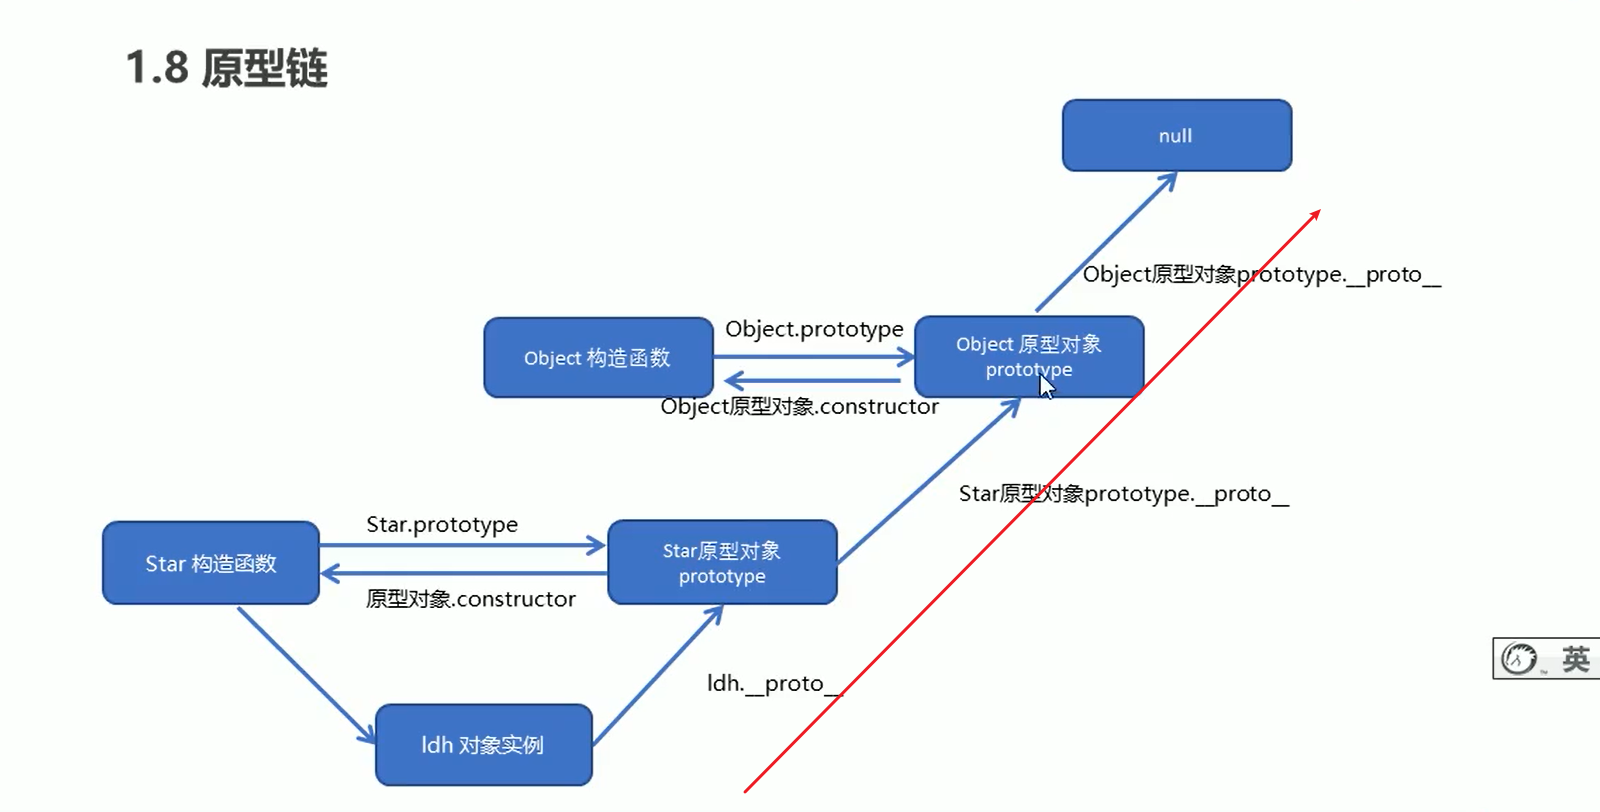 1.8 原型链
null
Object原型对象prototype.__proto__
Object.prototype
Object 构造函数
Object 原型对象
prototype
Object原型对象.constructor
Star原型对象prototype.__proto__
Star.prototype
Star 构造函数
Star原型对象
prototype
原型对象.constructor
ldh.__proto__
ldh 对象实例
英